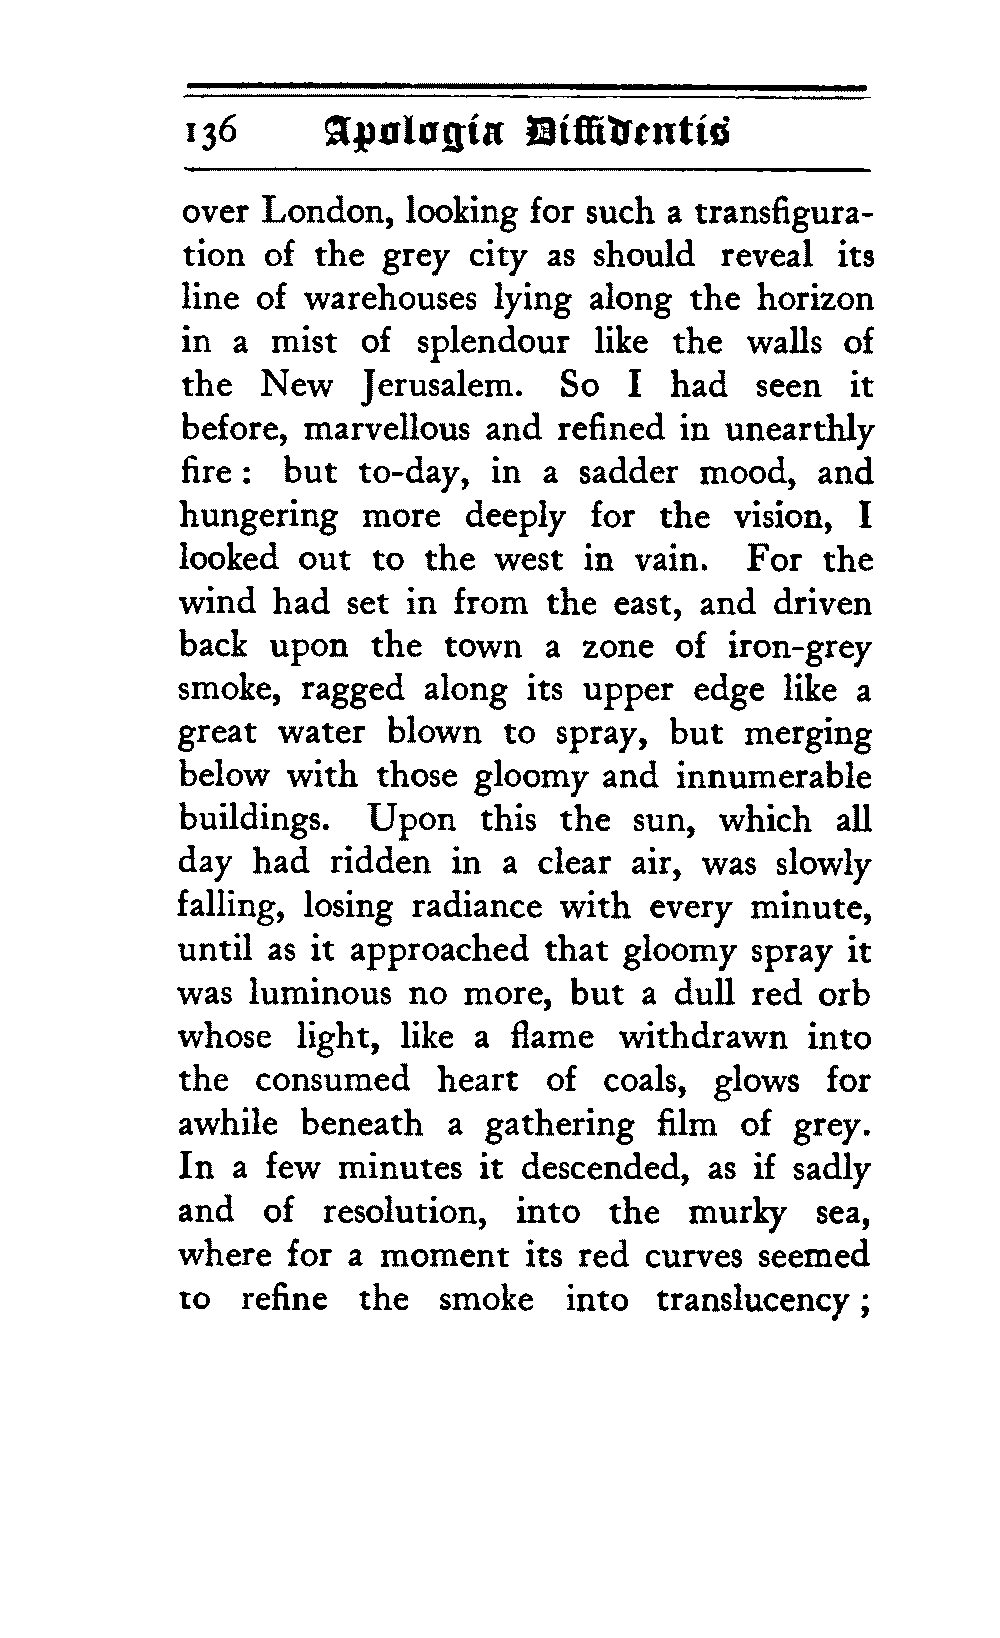 136 Apologia Diffidentis
over London, looking for such a transfigura-
tion of the grey city as should reveal its
line of warehouses lying along the horizon
in a mist of splendour like the walls of
the New Jerusalem. So I had seen it
before, marvellous and refined in unearthly
fire : but to-day, in a sadder mood, and
hungering more deeply for the vision, I
looked out to the west in vain. For the
wind had set in from the east, and driven
back upon the town a zone of iron-grey
smoke, ragged along its upper edge like a
great water blown to spray, but merging
below with those gloomy and innumerable
buildings. Upon this the sun, which all
day had ridden in a clear air, was slowly
falling, losing radiance with every minute,
until as it approached that gloomy spray it
was luminous no more, but a dull red orb
whose light, like a flame withdrawn into
the consumed heart of coals, glows for
awhile beneath a gathering film of grey.
In a few minutes it descended, as if sadly
and of resolution, into the murky sea,
where for a moment its red curves seemed
to refine the smoke into translucency ;